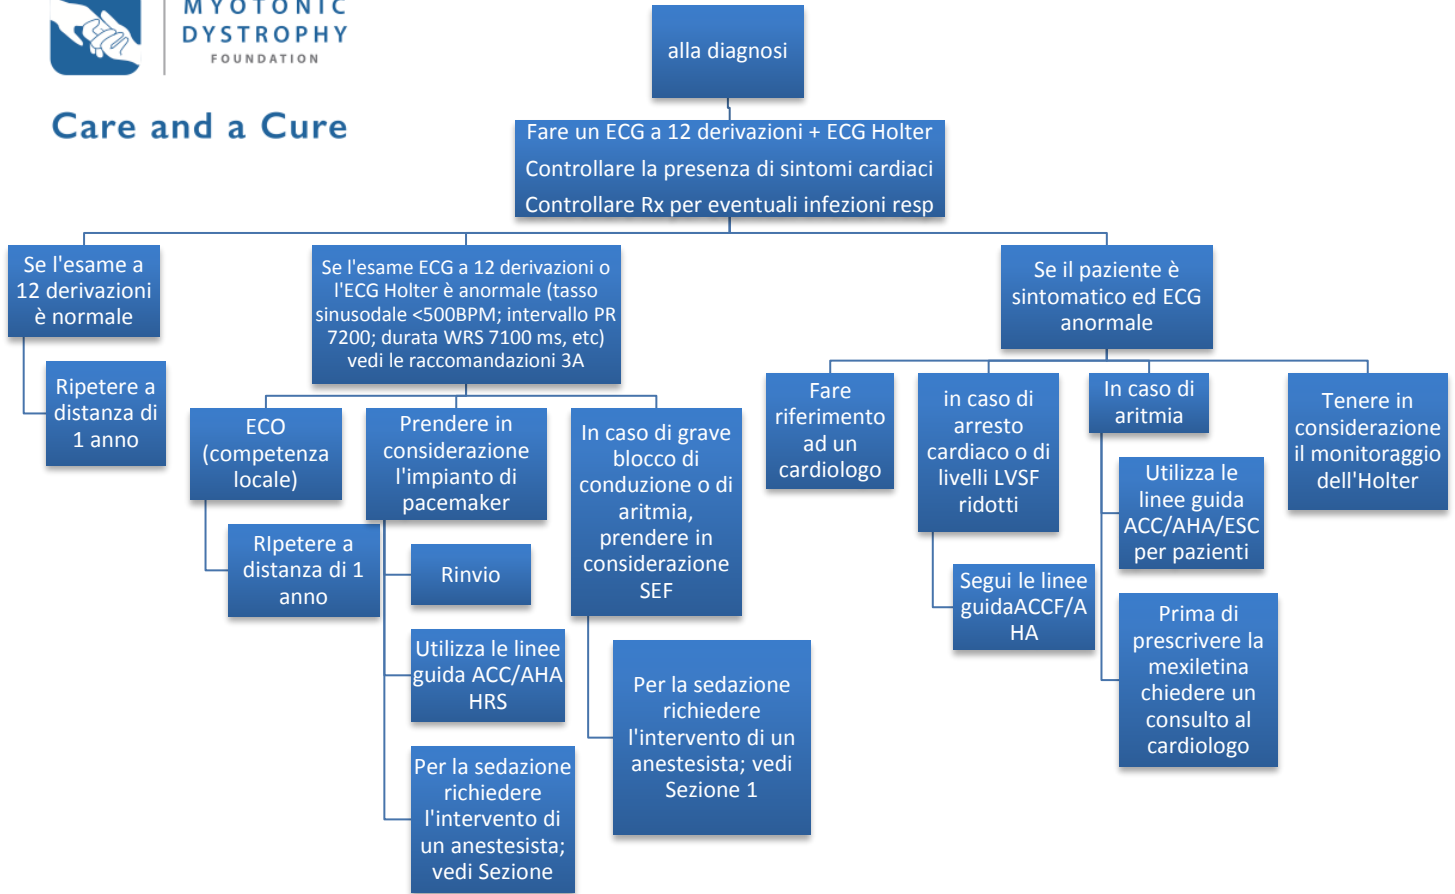 MYOTONIC
DYSTROPHY
FOUNDATION
Care and a Cure
alla diagnosi
Fare un ECG a 12 derivazioni + ECG Holter
Controllare la presenza di sintomi cardiaci
Controllare Rx per eventuali infezioni resp
Se l'esame a
12 derivazioni
è normale
Ripetere a
distanza di
1 anno
Se l'esame ECG a 12 derivazioni o
l'ECG Holter è anormale (tasso
sinusodale <500BPM; intervallo PR
7200; durata WRS 7100 ms, etc)
vedi le raccomandazioni 3A
ECO
(competenza
locale)
RIpetere a
distanza di 1
anno
Prendere in
considerazione
l'impianto di
pacemaker
Rinvio
Utilizza le linee
guida ACC/AHA
HRS
Per la sedazione
richiedere
l'intervento di
un anestesista;
vedi Sezione
In caso di grave
blocco di
conduzione o di
aritmia,
prendere in
considerazione
SEF
Per la sedazione
richiedere
l'intervento di un
anestesista; vedi
Sezione 1
Se il paziente è
sintomatico ed ECG
anormale
Fare
riferimento
ad un
cardiologo
in caso di
arresto
cardiaco o di
livelli LVSF
ridotti
Segui le linee
guidaACCF/A
HA
In caso di
aritmia
Utilizza le
linee guida
ACC/AHA/ESC
per pazienti
Prima di
prescrivere la
mexiletina
chiedere un
consulto al
cardiologo
Tenere in
considerazione
il monitoraggio
dell'Holter